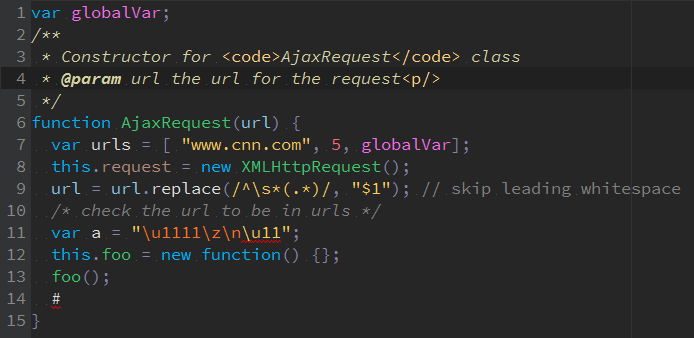 1 var globalVar;
2 /**
3  * Constructor for <code>AjaxRequest</code> class
4  * @param url the url for the request<p/>
5  */
6 function AjaxRequest(url) {
7   var urls = [ "www.cnn.com", 5, globalVar];
8   this.request = new XMLHttpRequest();
9   url = url.replace(/^\s*(.*)/, "$1"); // skip leading whitespace
10   /* check the url to be in urls */
11   var a = "\u1111\z\n\u11";
12   this.foo = new function() {};
13   foo();
14   #
15 }